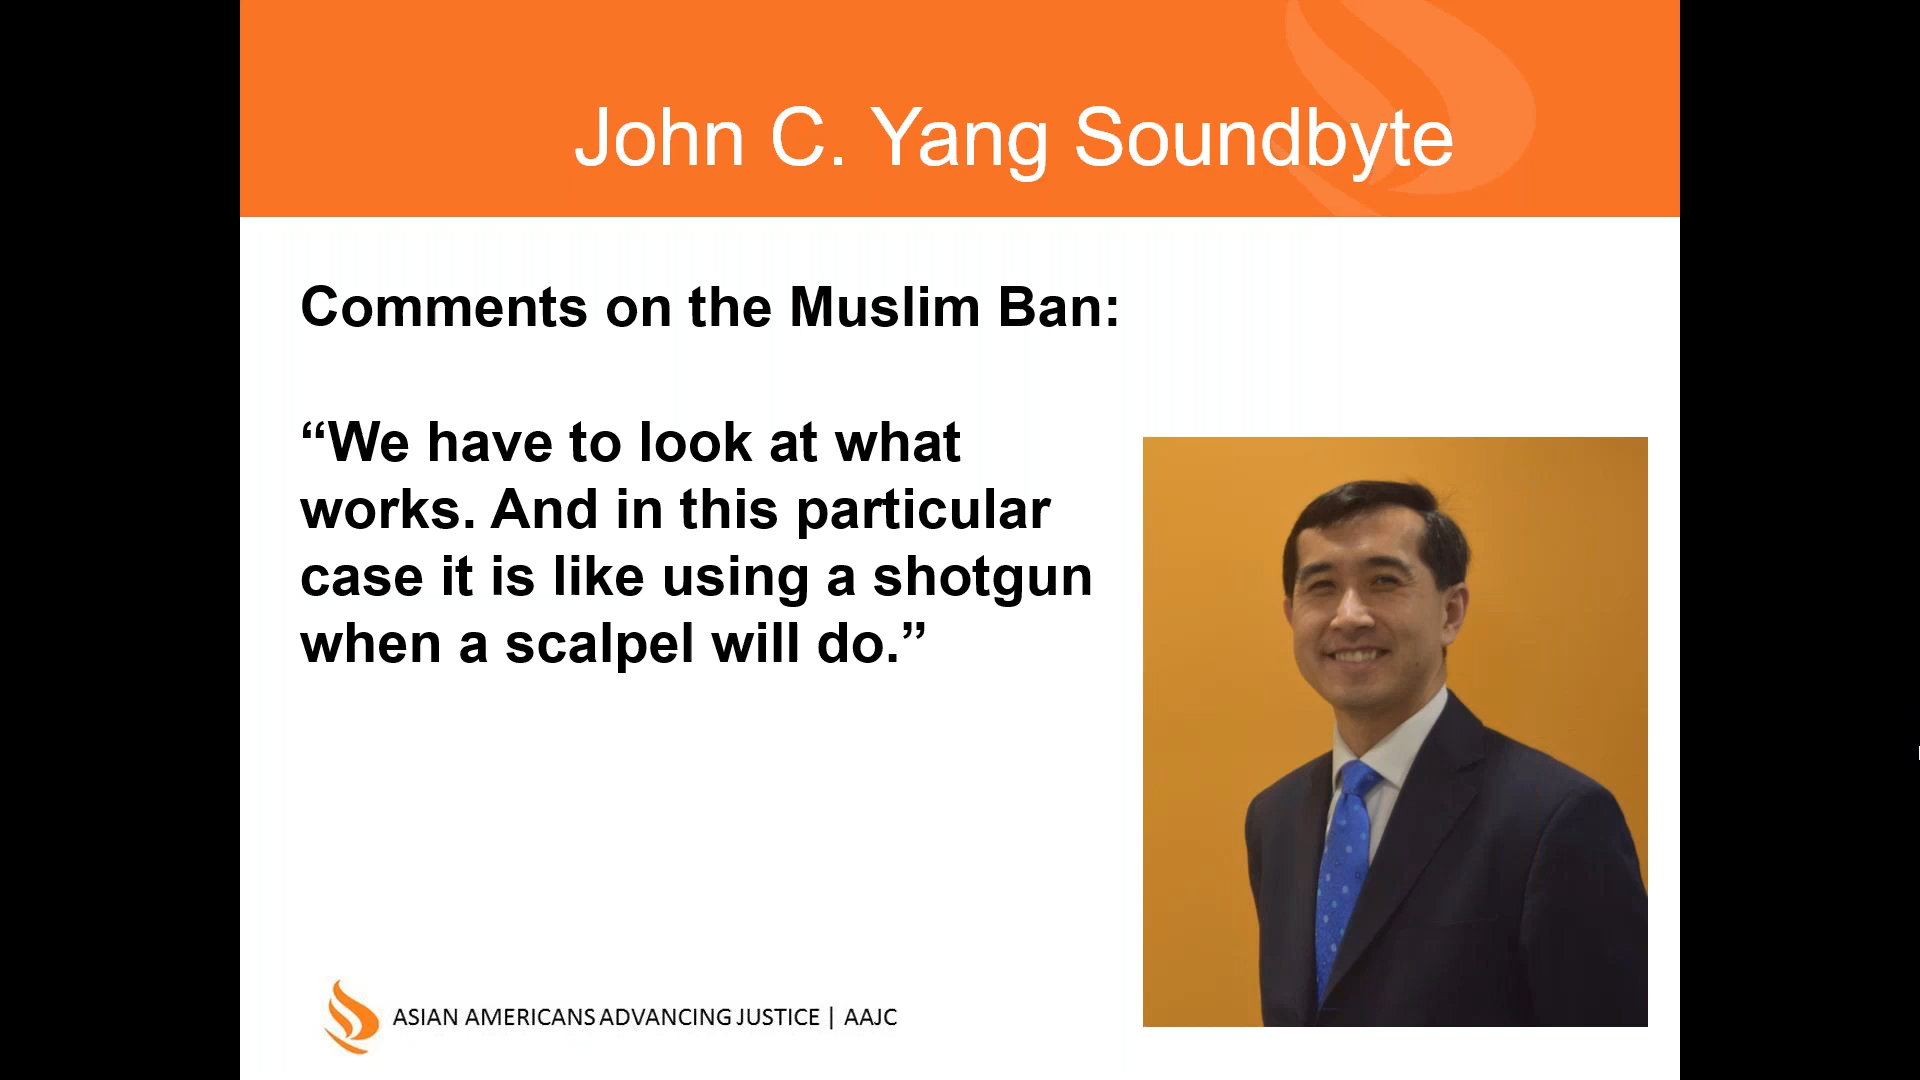 John C. Yang Soundbyte
Comments on the Muslim Ban:
“We have to look at what
works. And in this particular
case it is like using a shotgun
when a scalpel will do.”
ASIAN AMERICANS ADVANCING JUSTICE | AAJC